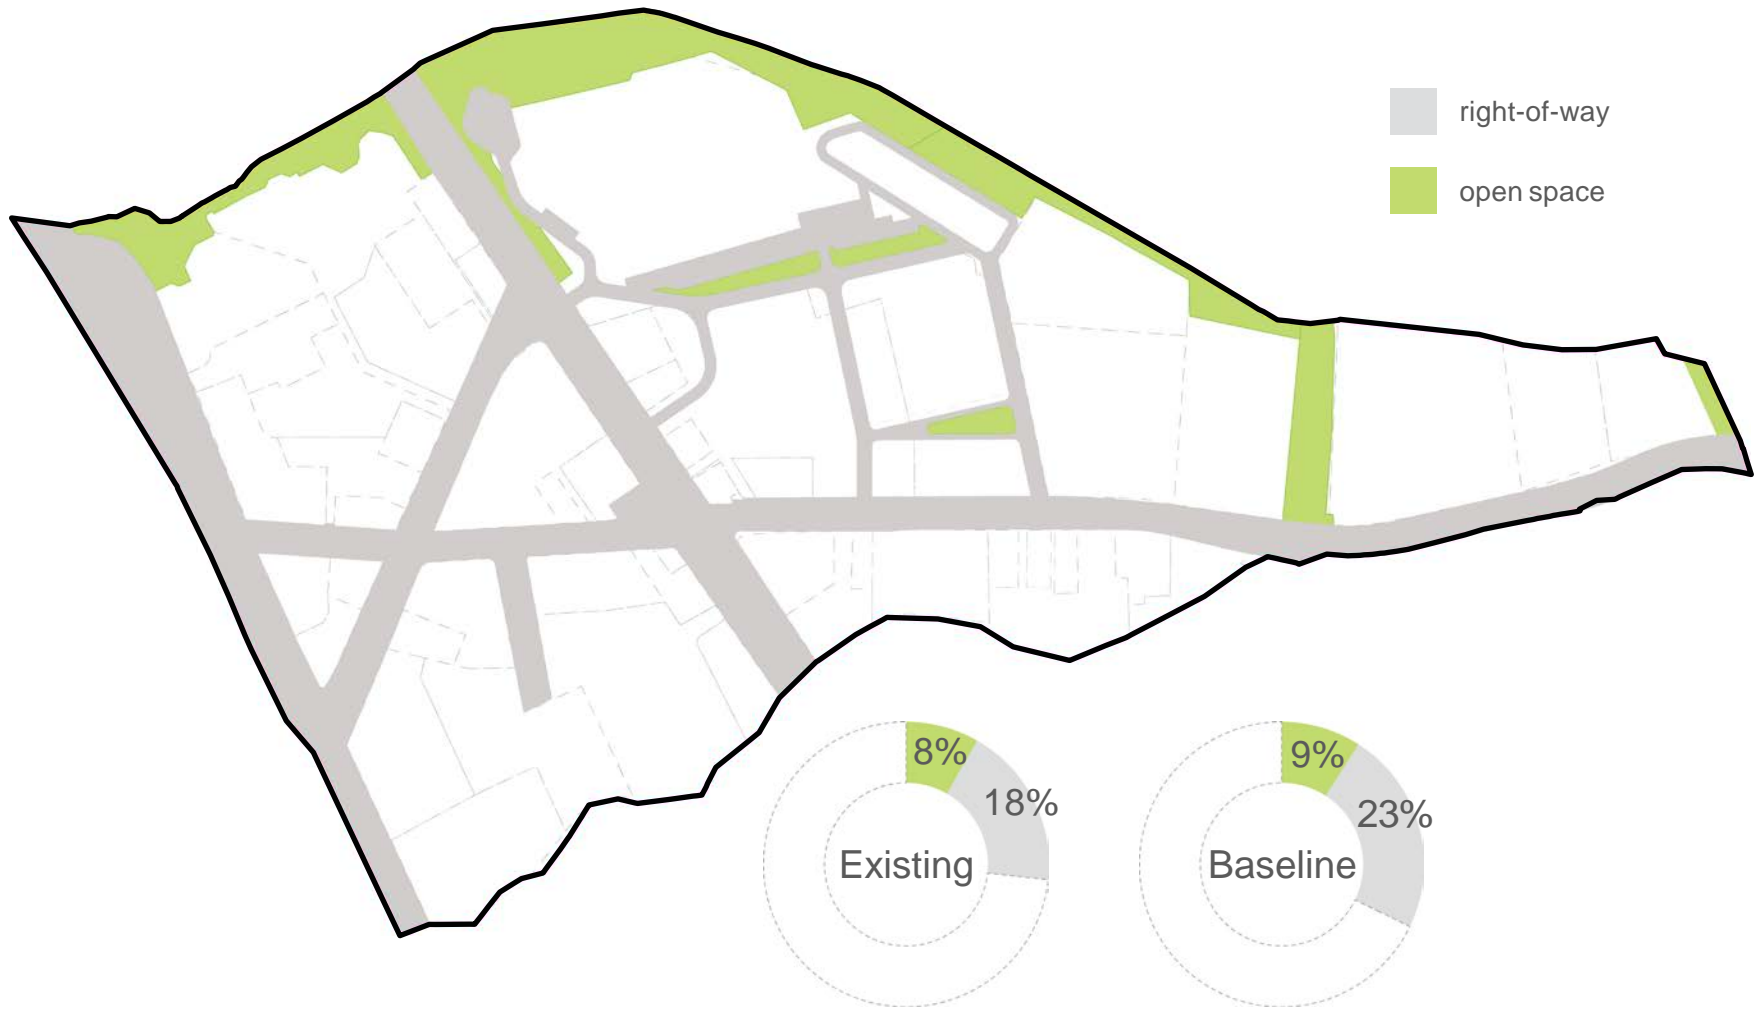 right-of-way
open space
8%
18%
Existing
9%
23%
Baseline